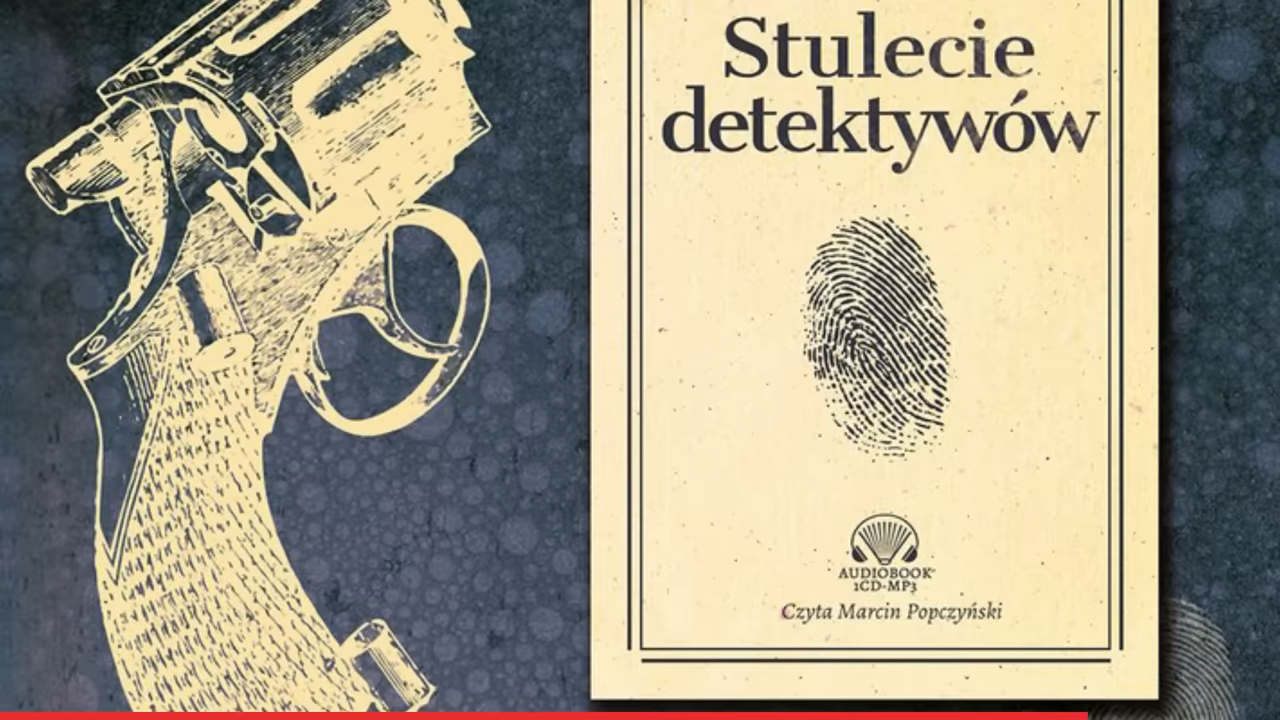 Stulecie
detektywów
AUDIOBOOK
1CD-MP3
Czyta Marcin Popczyński